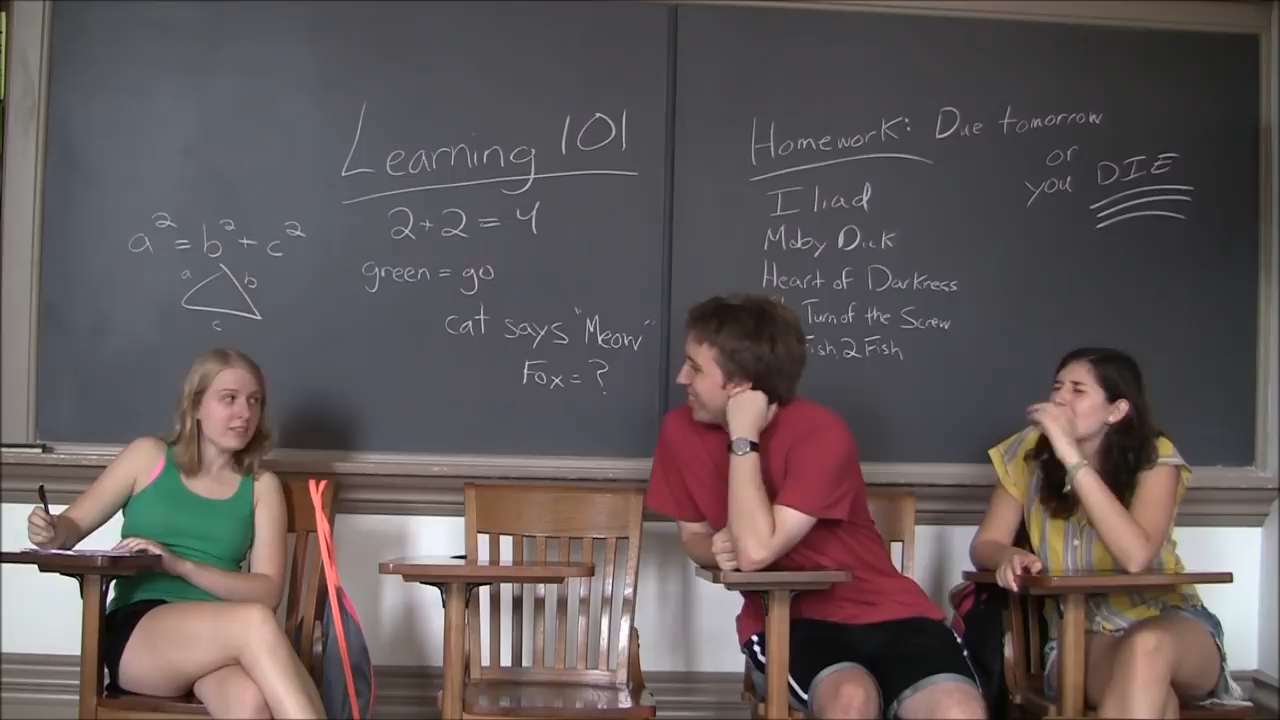 Learning 101
2+2=4
a²=b²+c²
a
b
c
green = go
cat says "Meow"
Fox = ?
Homework: Due tomorrow
or
you DIE
Iliad
Moby Dick
Heart of Darkness
Turn of the Screw
2 Fish